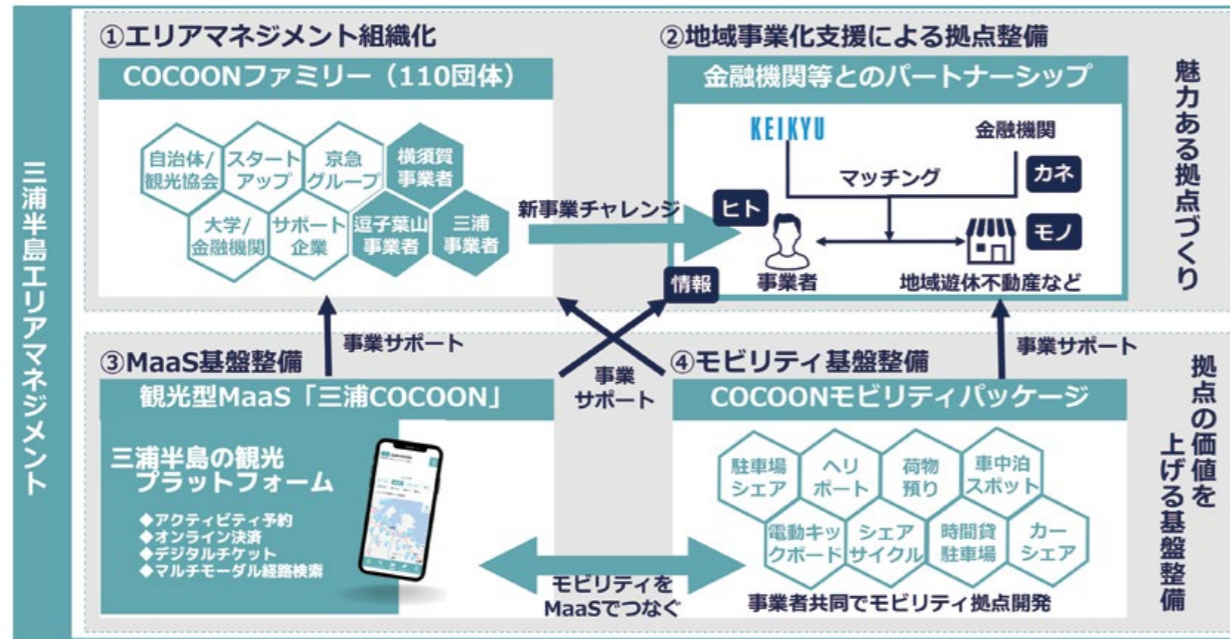 三浦半島エリアマネジメント
①エリアマネジメント組織化
COCOONファミリー（110団体）
自治体/
観光協会
スタート
アップ
京急
グループ
横須賀
事業者
大学/
金融機関
サポート
企業
逗子葉山
事業者
三浦
事業者
新事業チャレンジ
②地域事業化支援による拠点整備
金融機関等とのパートナーシップ
KEIKYU
金融機関
マッチング
カネ
ヒト
モノ
情報
事業者
地域遊休不動産など
魅力ある拠点づくり
事業サポート
事業
サポート
事業サポート
③MaaS基盤整備
観光型MaaS「三浦COCOON」
三浦半島の観光
プラットフォーム
◆アクティビティ予約
◆オンライン決済
◆デジタルチケット
◆マルチモーダル経路検索
モビリティを
MaaSでつなぐ
④モビリティ基盤整備
COCOONモビリティパッケージ
駐車場
シェア
ヘリ
ポート
荷物
預り
車中泊
スポット
電動キッ
クボード
シェア
サイクル
時間貸
駐車場
カー
シェア
事業者共同でモビリティ拠点開発
拠点の価値を
上げる基盤整備